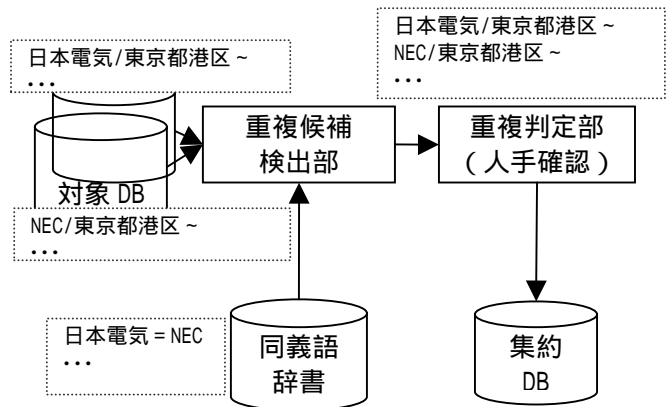 日本電気/東京都港区~
・・・
日本電気/東京都港区~
NEC/東京都港区~
・・・
重複候補
検出部
重複判定部
(人手確認)
対象 DB
NEC/東京都港区~
・・・
日本電気=NEC
・・・
同義語
辞書
集約
DB